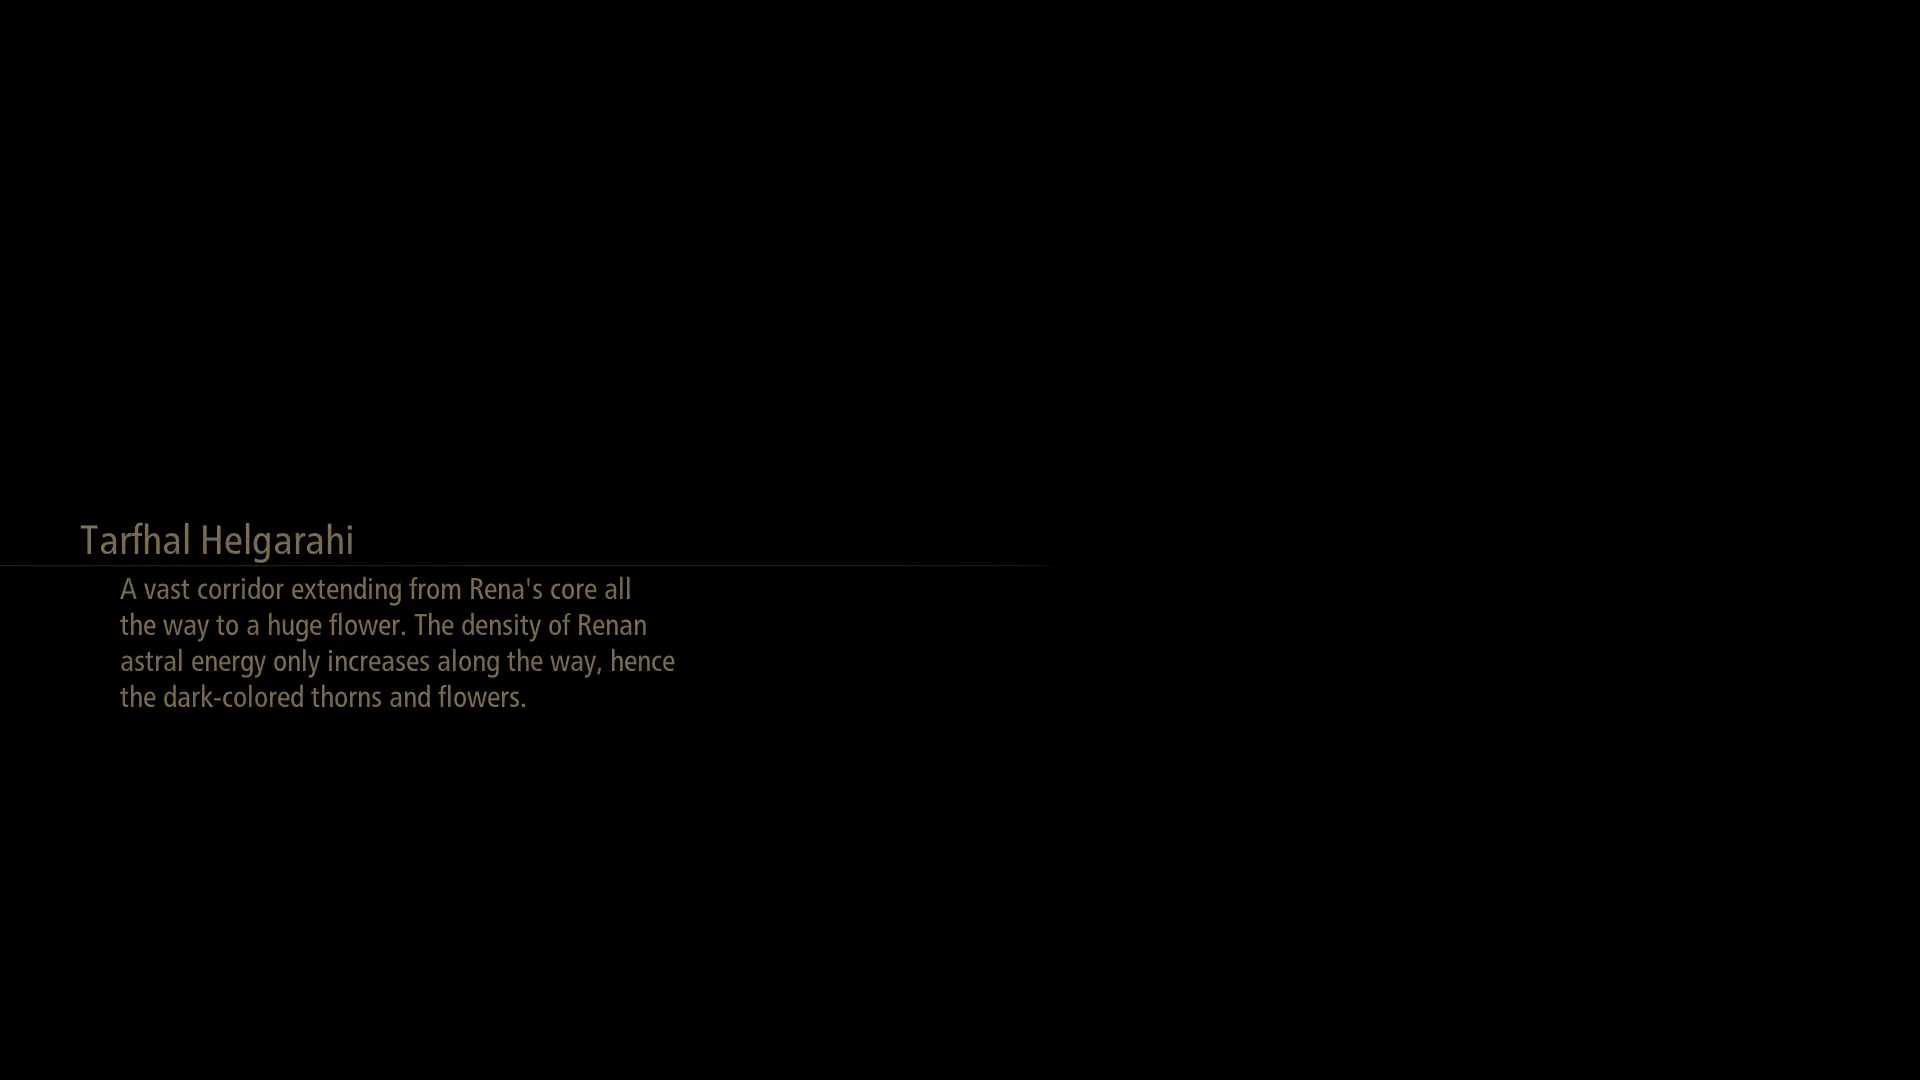 Tarfhal Helgarahi
A vast corridor extending from Rena's core all
the way to a huge flower. The density of Renan
astral energy only increases along the way, hence
the dark-colored thorns and flowers.